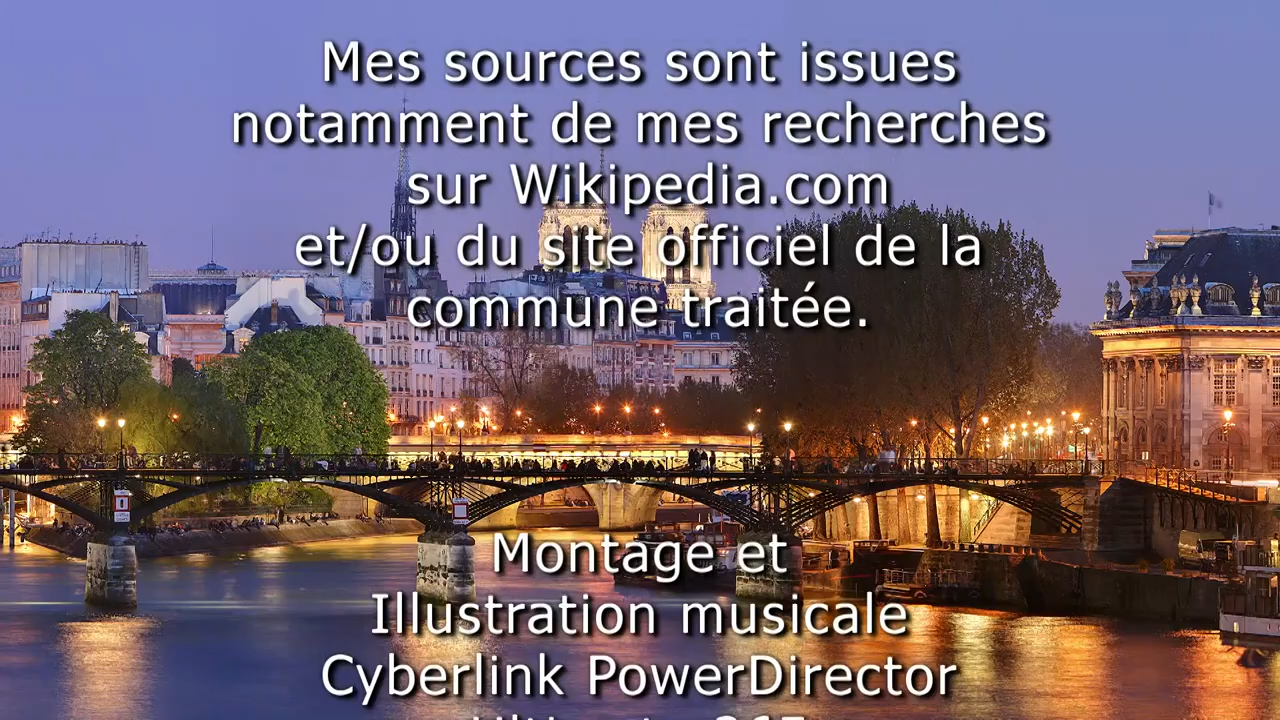 Mes sources sont issues
notamment de mes recherches
sur Wikipedia.com
et/ou du site officiel de la
commune traitée.
Montage et
Illustration musicale
Cyberlink PowerDirector